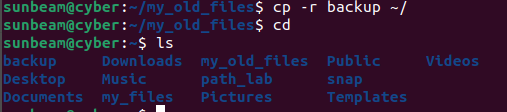 sunbeam@cyber:~/my_old_files$ cp -r backup ~/
sunbeam@cyber:~/my_old_files$ cd
sunbeam@cyber:~$ ls
backup Downloads my_old_files Public Videos
Desktop Music path_lab snap
Documents my_files Pictures Templates
sunbeam@cyber:~$